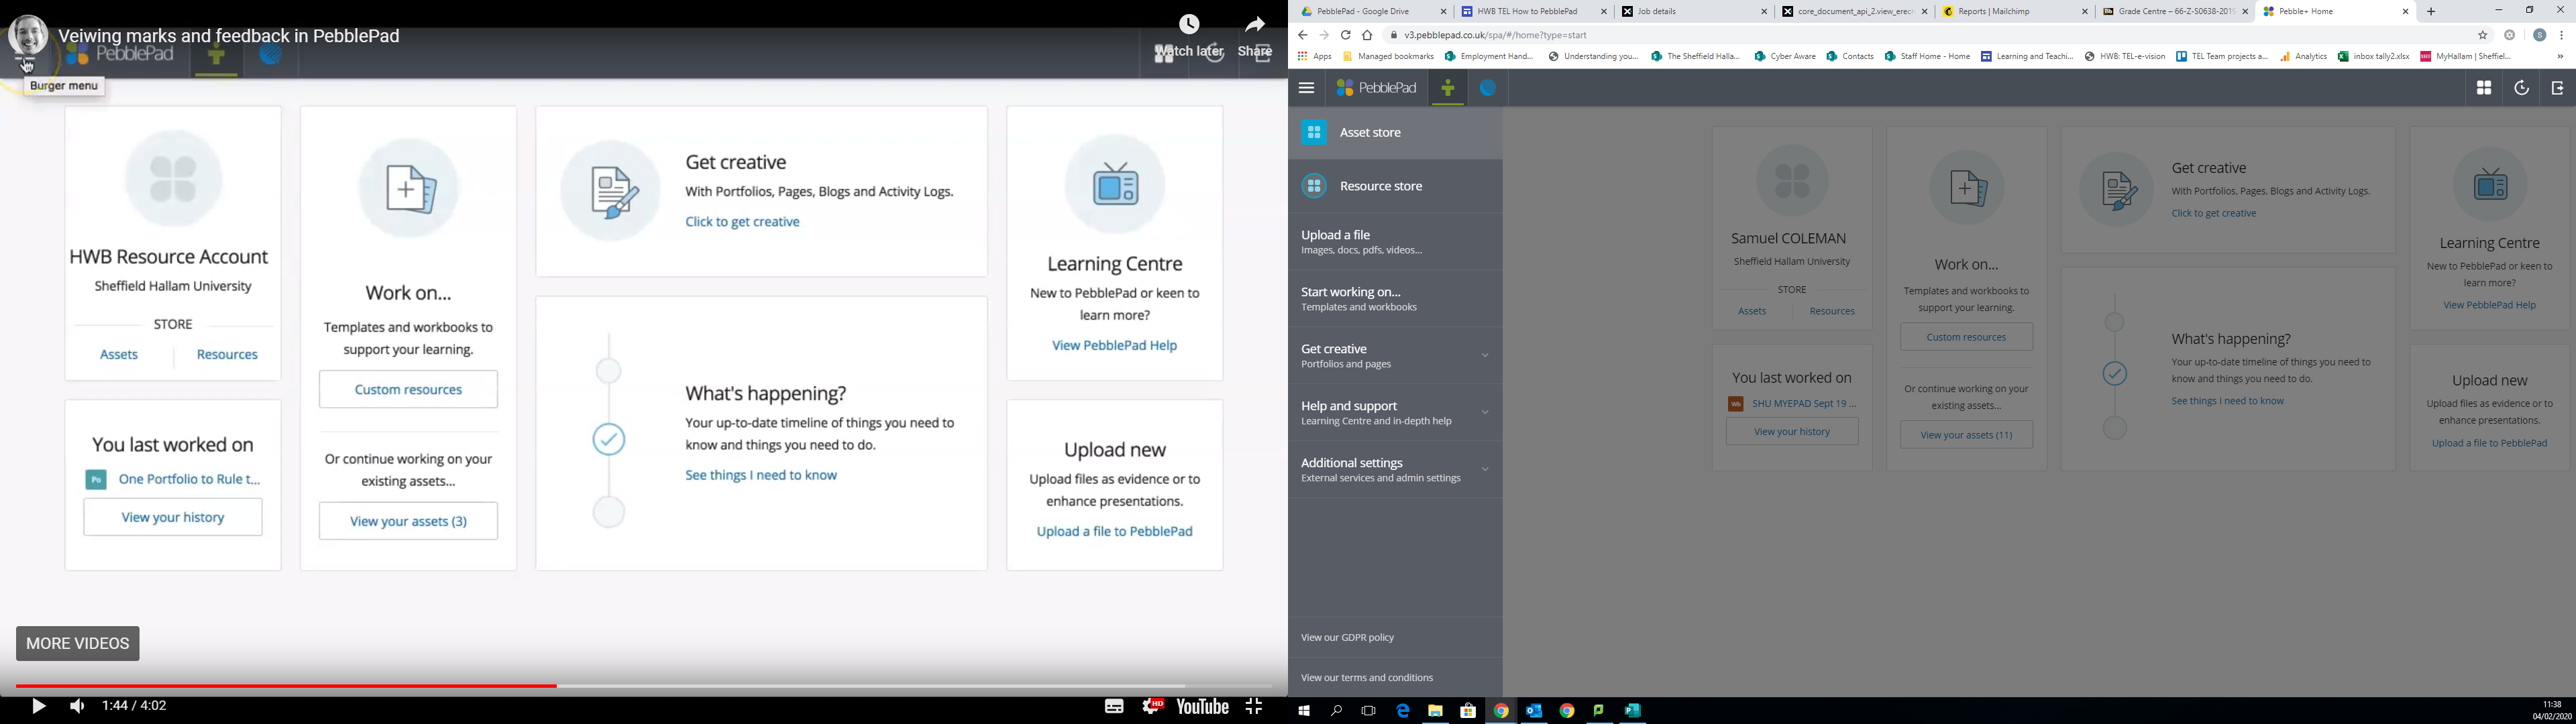 Veiwing marks and feedback in PebblePad
Watch later
Share
PebblePad
Burger menu
HWB Resource Account
Sheffield Hallam University
STORE
Assets
Resources
You last worked on
Po
One Portfolio to Rule t...
View your history
Work on...
Templates and workbooks to
support your learning.
Custom resources
Or continue working on your
existing assets...
View your assets (3)
Get creative
With Portfolios, Pages, Blogs and Activity Logs.
Click to get creative
What's happening?
Your up-to-date timeline of things you need to
know and things you need to do.
See things I need to know
Learning Centre
New to PebblePad or keen to
learn more?
View PebblePad Help
Upload new
Upload files as evidence or to
enhance presentations.
Upload a file to PebblePad
MORE VIDEOS
1:44 / 4:02
HD
YouTube
PebblePad - Google Drive
HWB TEL How to PebblePad
Job details
core_document_api_2.view_erec
Reports | Mailchimp
Grade Centre – 66-Z-S0638-2019
Pebble+ Home
v3.pebblepad.co.uk/spa/#/home?type=start
Apps
Managed bookmarks
Employment Hand...
Understanding you...
The Sheffield Halla...
Cyber Aware
Contacts
Staff Home - Home
Learning and Teachi...
HWB: TEL-e-vision
TEL Team projects a...
Analytics
inbox tally2.xlsx
MyHallam | Sheffiel...
PebblePad
Asset store
Resource store
Upload a file
Images, docs, pdfs, videos...
Start working on...
Templates and workbooks
Get creative
Portfolios and pages
Help and support
Learning Centre and in-depth help
Additional settings
External services and admin settings
View our GDPR policy
View our terms and conditions
Samuel COLEMAN
Sheffield Hallam University
STORE
Assets
Resources
You last worked on
Wb
SHU MYEPAD Sept 19 ...
View your history
Work on...
Templates and workbooks to
support your learning.
Custom resources
Or continue working on your
existing assets...
View your assets (11)
Get creative
With Portfolios, Pages, Blogs and Activity Logs.
Click to get creative
What's happening?
Your up-to-date timeline of things you need to
know and things you need to do.
See things I need to know
Learning Centre
New to PebblePad or keen to
learn more?
View PebblePad Help
Upload new
Upload files as evidence or to
enhance presentations.
Upload a file to PebblePad
11:38
04/02/2020